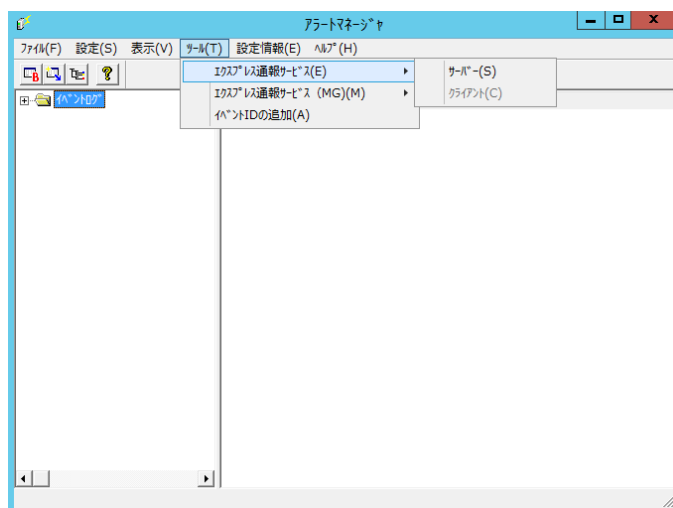 アラートマネージャ
ファイル(F) 設定(S) 表示(V) ツール(T) 設定情報(E) ヘルプ(H)
エクスプレス通報サービス(E) サーバー(S)
エクスプレス通報サービス (MG)(M) クライアント(C)
イベントログ
イベントIDの追加(A)